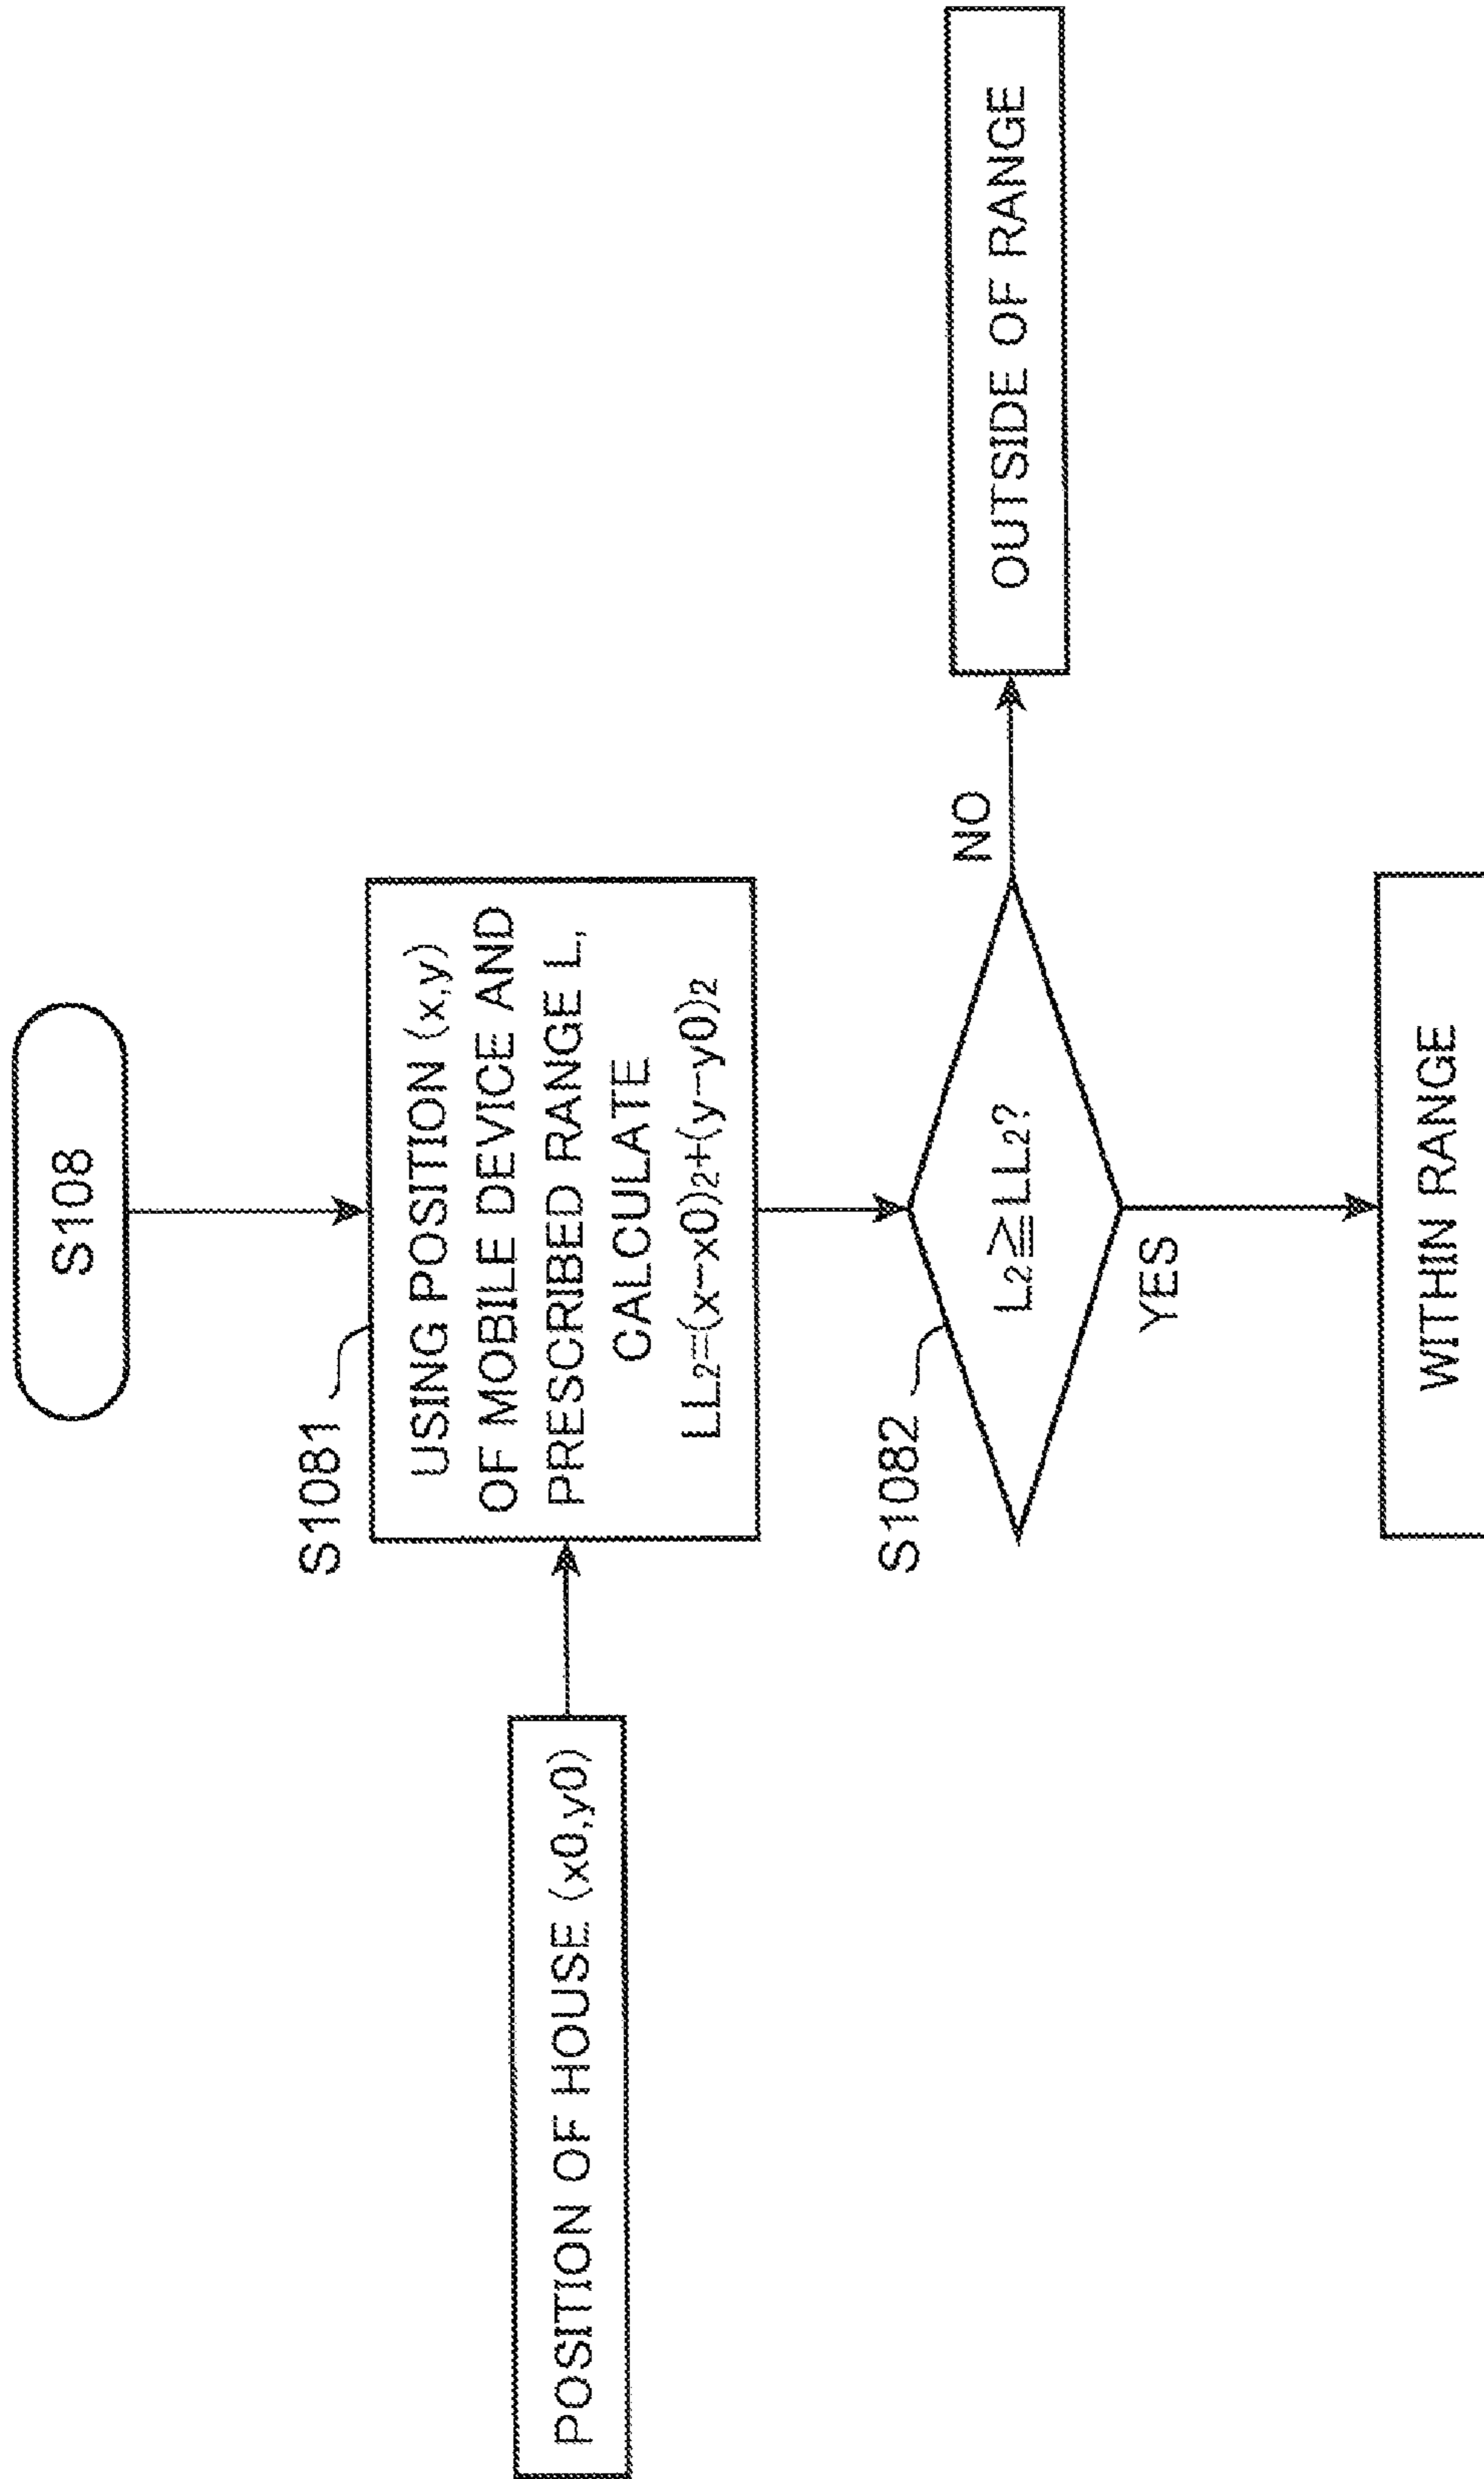 S108
S1081
USING POSITION (x,y)
OF MOBILE DEVICE AND
PRESCRIBED RANGE L,
CALCULATE
LL₂=(x-x0)₂+(y-y0)₂
POSITION OF HOUSE (x0,y0)
S1082
L₂≧LL₂?
NO
OUTSIDE OF RANGE
YES
WITHIN RANGE